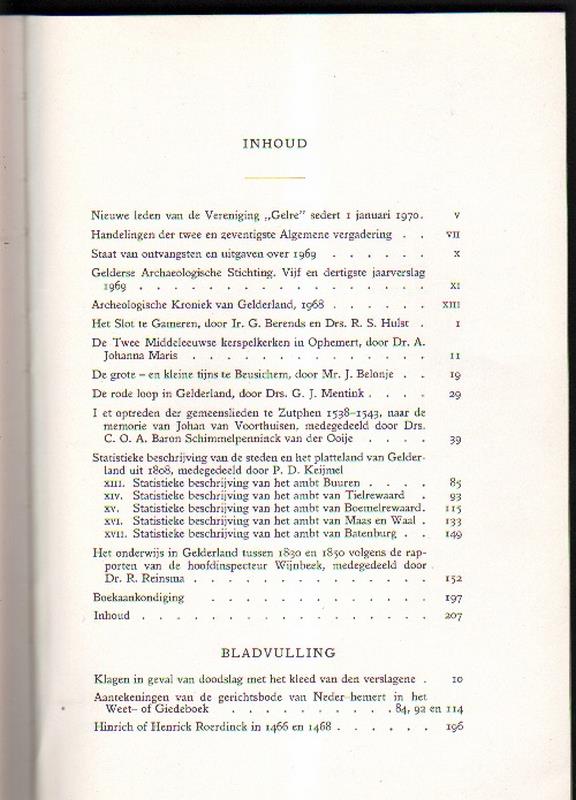 INHOUD
Nieuwe leden van de Vereniging „Gelre” sedert 1 januari 1970. V
Handelingen der twee en zeventigste Algemene vergadering . . VII
Staat van ontvangsten en uitgaven over 1969 . . . . . . X
Gelderse Archaeologische Stichting. Vijf en dertigste jaarverslag
1969 . . . . . . . . . . . . . . . . . XI
Archeologische Kroniek van Gelderland, 1968 . . . . . . XIII
Het Slot te Gameren, door Ir. G. Berends en Drs. R. S. Hulst . 1
De Twee Middeleeuwse kerspelkerken in Ophemert, door Dr. A.
Johanna Maris . . . . . . . . . . . . . 11
De grote – en kleine tijns te Beusichem, door Mr. J. Belonje . . 19
De rode loop in Gelderland, door Drs. G. J. Mentink . . . . 29
I et optreden der gemeenslieden te Zutphen 1538–1543, naar de
memorie van Johan van Voorthuisen, medegedeeld door Drs.
C. O. A. Baron Schimmelpenninck van der Ooije . . . . 39
Statistieke beschrijving van de steden en het platteland van Gelder-
land uit 1808, medegedeeld door P. D. Keijmel
XIII. Statistieke beschrijving van het ambt Buuren . . . . 85
XIV. Statistieke beschrijving van het ambt van Tielrewaard . 93
XV. Statistieke beschrijving van het ambt van Boemelrewaard. 115
XVI. Statistieke beschrijving van het ambt van Maas en Waal . 133
XVII. Statistieke beschrijving van het ambt van Batenburg . . 149
Het onderwijs in Gelderland tussen 1830 en 1850 volgens de rap-
porten van de hoofdinspecteur Wijnbeek, medegedeeld door
Dr. R. Reinsma . . . . . . . . . . . . . 152
Boekaankondiging . . . . . . . . . . . . 197
Inhoud . . . . . . . . . . . . . . . . 207
BLADVULLING
Klagen in geval van doodslag met het kleed van den verslagene . 10
Aantekeningen van de gerichtsbode van Neder-hemert in het
Weet- of Giedeboek . . . . . . . . . . 84, 92 en 114
Hinrich of Henrick Roerdinck in 1466 en 1468 . . . . . . 196